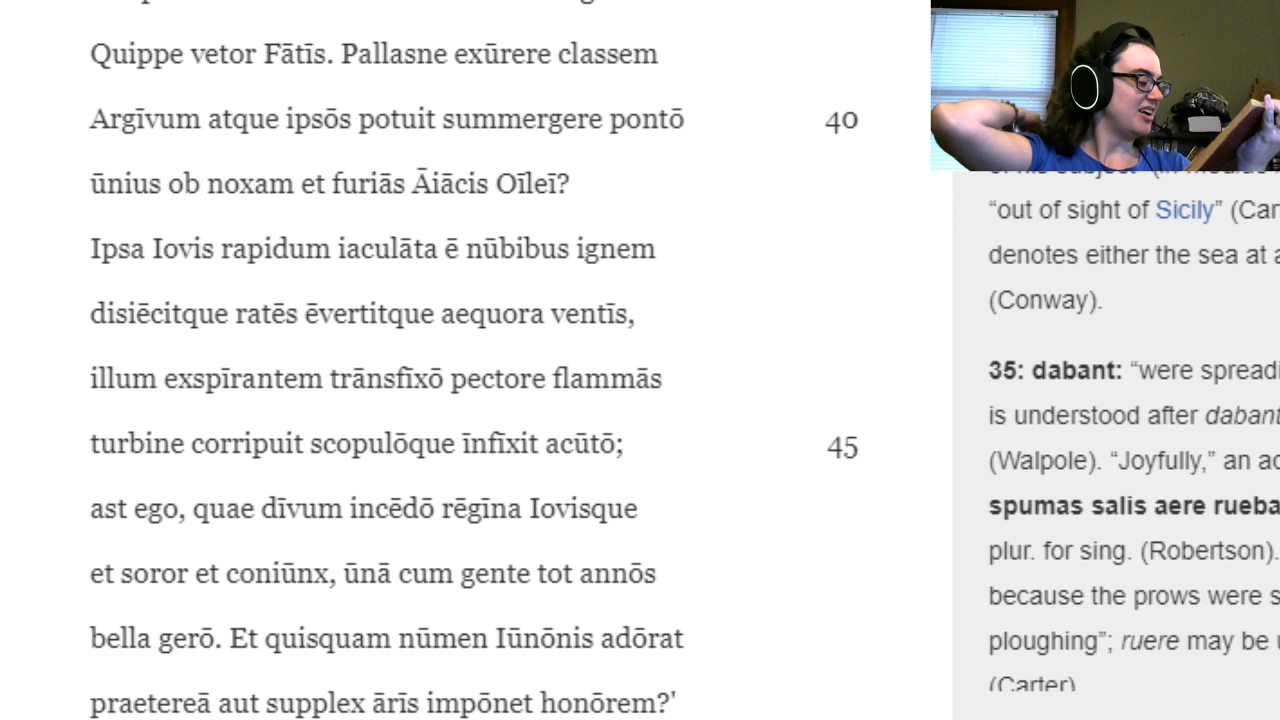 Quippe vetor Fātīs. Pallasne exūrere classem
Argīvum atque ipsōs potuit summergere pontō 40
ūnius ob noxam et furiās Āiācis Oīleī?
Ipsa Iovis rapidum iaculāta ē nūbibus ignem
disiēcitque ratēs ēvertitque aequora ventīs,
illum exspīrantem trānsfīxō pectore flammās
turbine corripuit scopulōque īnfīxit acūtō; 45
ast ego, quae dīvum incēdō rēgīna Iovisque
et soror et coniūnx, ūnā cum gente tot annōs
bella gerō. Et quisquam nūmen Iūnōnis adōrat
praetereā aut supplex ārīs impōnet honōrem?'
“out of sight of Sicily” (Car
denotes either the sea at a
(Conway).
35: dabant: “were spreadi
is understood after dabant
(Walpole). “Joyfully,” an ad
spumas salis aere rueba
plur. for sing. (Robertson).
because the prows were s
ploughing”; ruere may be u
(Carter)